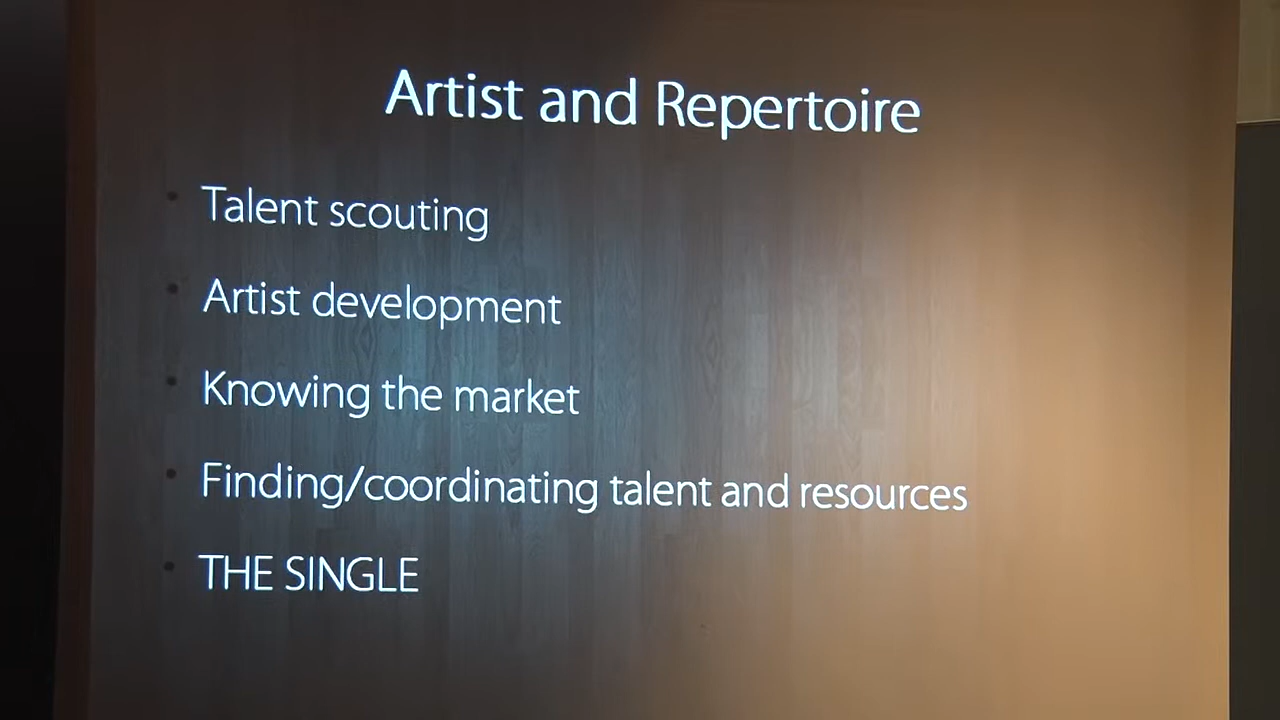 Artist and Repertoire
• Talent scouting
• Artist development
• Knowing the market
• Finding/coordinating talent and resources
• THE SINGLE